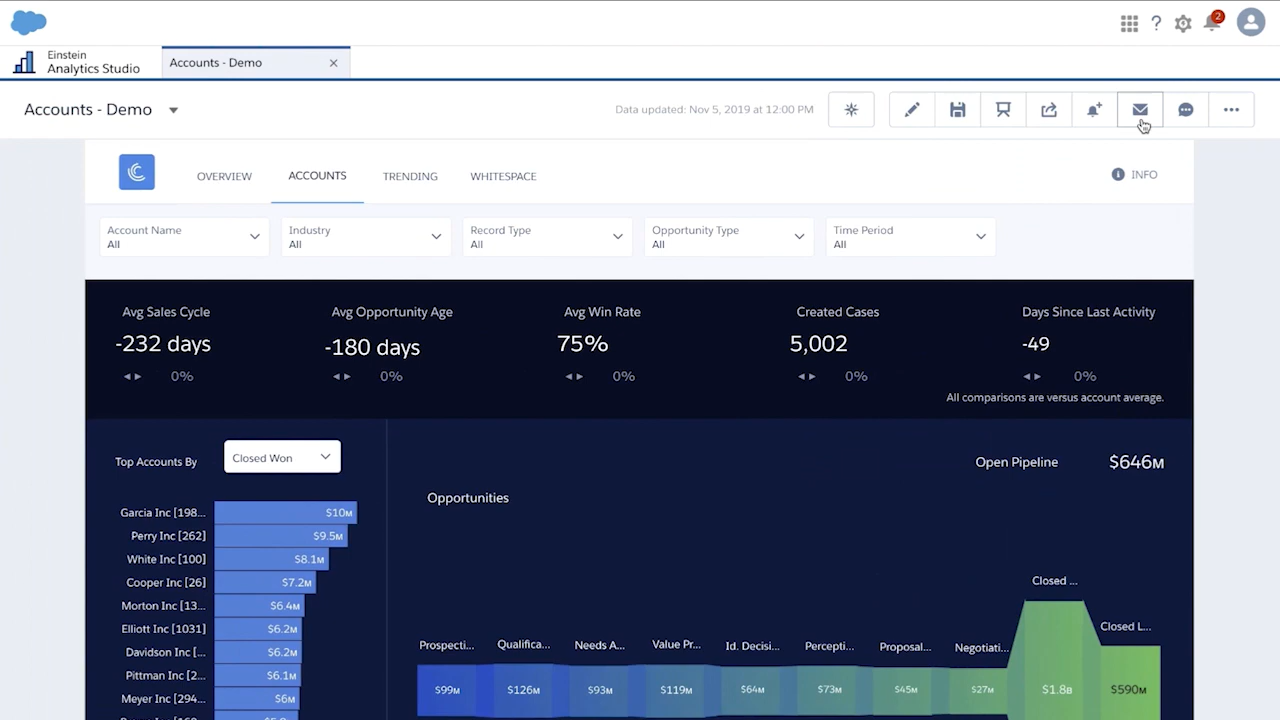 2
Einstein
Analytics Studio
Accounts - Demo
Accounts - Demo
Data updated: Nov 5, 2019 at 12:00 PM
OVERVIEW
ACCOUNTS
TRENDING
WHITESPACE
INFO
Account Name
All
Industry
All
Record Type
All
Opportunity Type
All
Time Period
All
Avg Sales Cycle
-232 days
0%
Avg Opportunity Age
-180 days
0%
Avg Win Rate
75%
0%
Created Cases
5,002
0%
Days Since Last Activity
-49
0%
All comparisons are versus account average.
Top Accounts By
Closed Won
Garcia Inc [198... $10M
Perry Inc [262] $9.5M
White Inc [100] $8.1M
Cooper Inc [26] $7.2M
Morton Inc [13... $6.4M
Elliott Inc [1031] $6.2M
Davidson Inc [... $6.2M
Pittman Inc [2... $6.1M
Meyer Inc [294... $6M
Open Pipeline $646M
Opportunities
Prospecti... $99M
Qualifica... $126M
Needs A... $93M
Value Pr... $119M
Id. Decisi... $64M
Percepti... $73M
Proposal... $45M
Negotiati... $27M
Closed ... $1.8B
Closed L... $590M